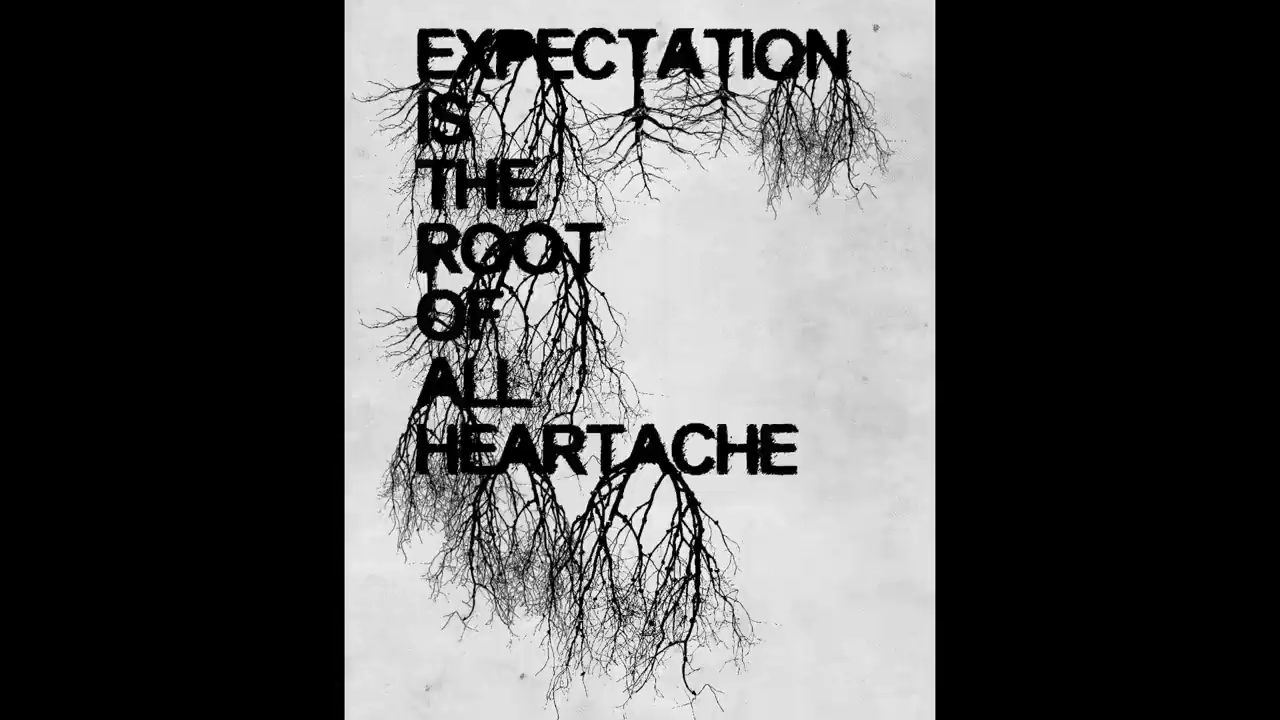 EXPECTATION
IS
THE
ROOT
OF
ALL
HEARTACHE